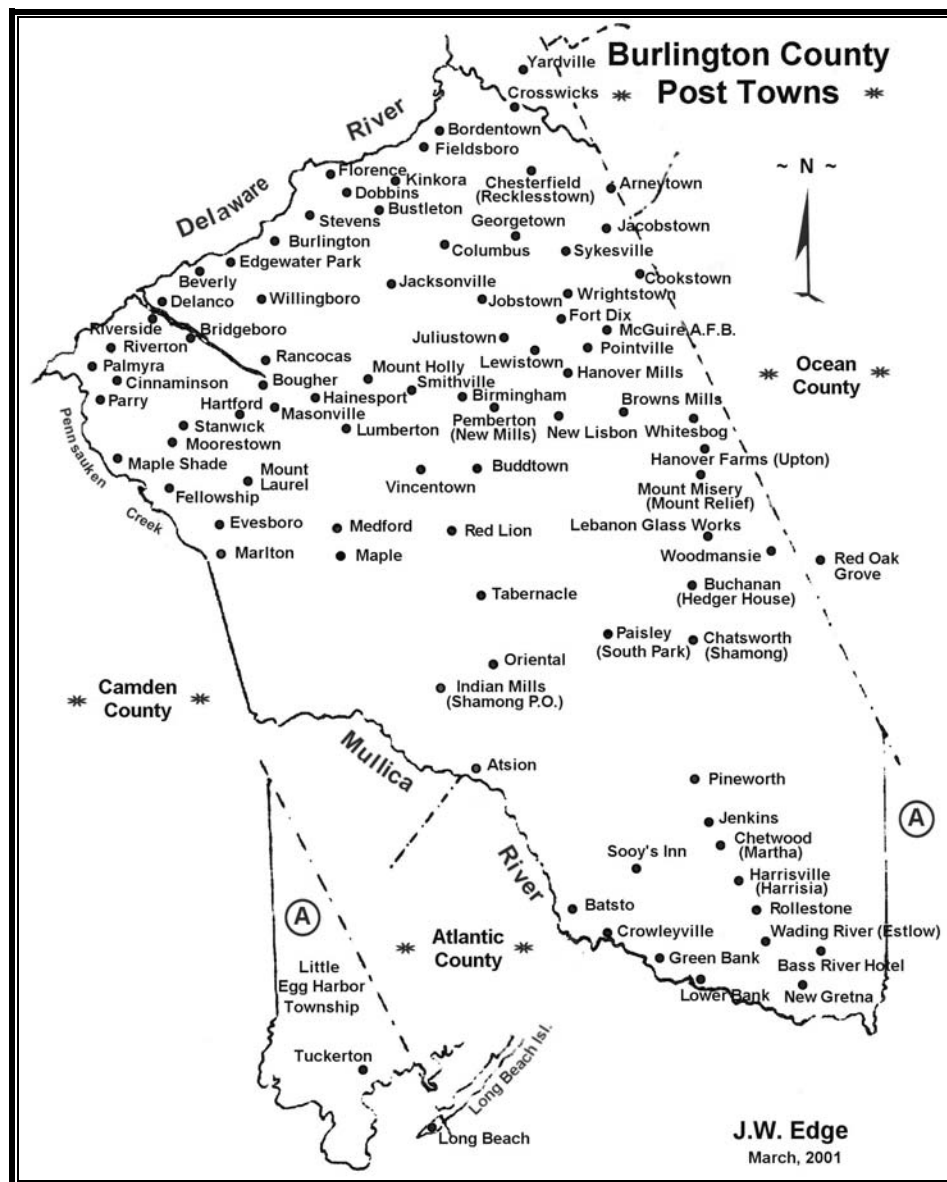 Burlington County
Post Towns
Yardville
Crosswicks
Delaware River
Bordentown
Fieldsboro
~ N ~
Florence
Kinkora
Chesterfield
(Recklesstown)
Arneytown
Dobbins
Bustleton
Stevens
Georgetown
Jacobstown
Burlington
Columbus
Sykesville
Edgewater Park
Beverly
Cookstown
Jacksonville
Delanco
Willingboro
Jobstown
Wrightstown
Fort Dix
Riverside
Bridgeboro
McGuire A.F.B.
Juliustown
Riverton
Lewistown
Pointville
Rancocas
Mount Holly
Palmyra
Ocean
County
Cinnaminson
Bougher
Smithville
Hanover Mills
Parry
Hainesport
Birmingham
Browns Mills
Hartford
Masonville
Pemberton
(New Mills)
New Lisbon
Whitesbog
Stanwick
Lumberton
Moorestown
Pennsauken
Creek
Maple Shade
Mount
Laurel
Buddtown
Hanover Farms (Upton)
Vincentown
Fellowship
Mount Misery
(Mount Relief)
Evesboro
Medford
Red Lion
Lebanon Glass Works
Marlton
Maple
Woodmansie
Red Oak
Grove
Tabernacle
Buchanan
(Hedger House)
Paisley
(South Park)
Chatsworth
(Shamong)
Oriental
Camden
County
Indian Mills
(Shamong P.O.)
Mullica
River
Atsion
Pineworth
Jenkins
A
Chetwood
(Martha)
Sooy's Inn
Harrisville
(Harrisia)
Batsto
Rollestone
A
Crowleyville
Wading River (Estlow)
Atlantic
County
Green Bank
Bass River Hotel
Little
Egg Harbor
Township
Lower Bank
New Gretna
Tuckerton
Long Beach Isl.
Long Beach
J.W. Edge
March, 2001